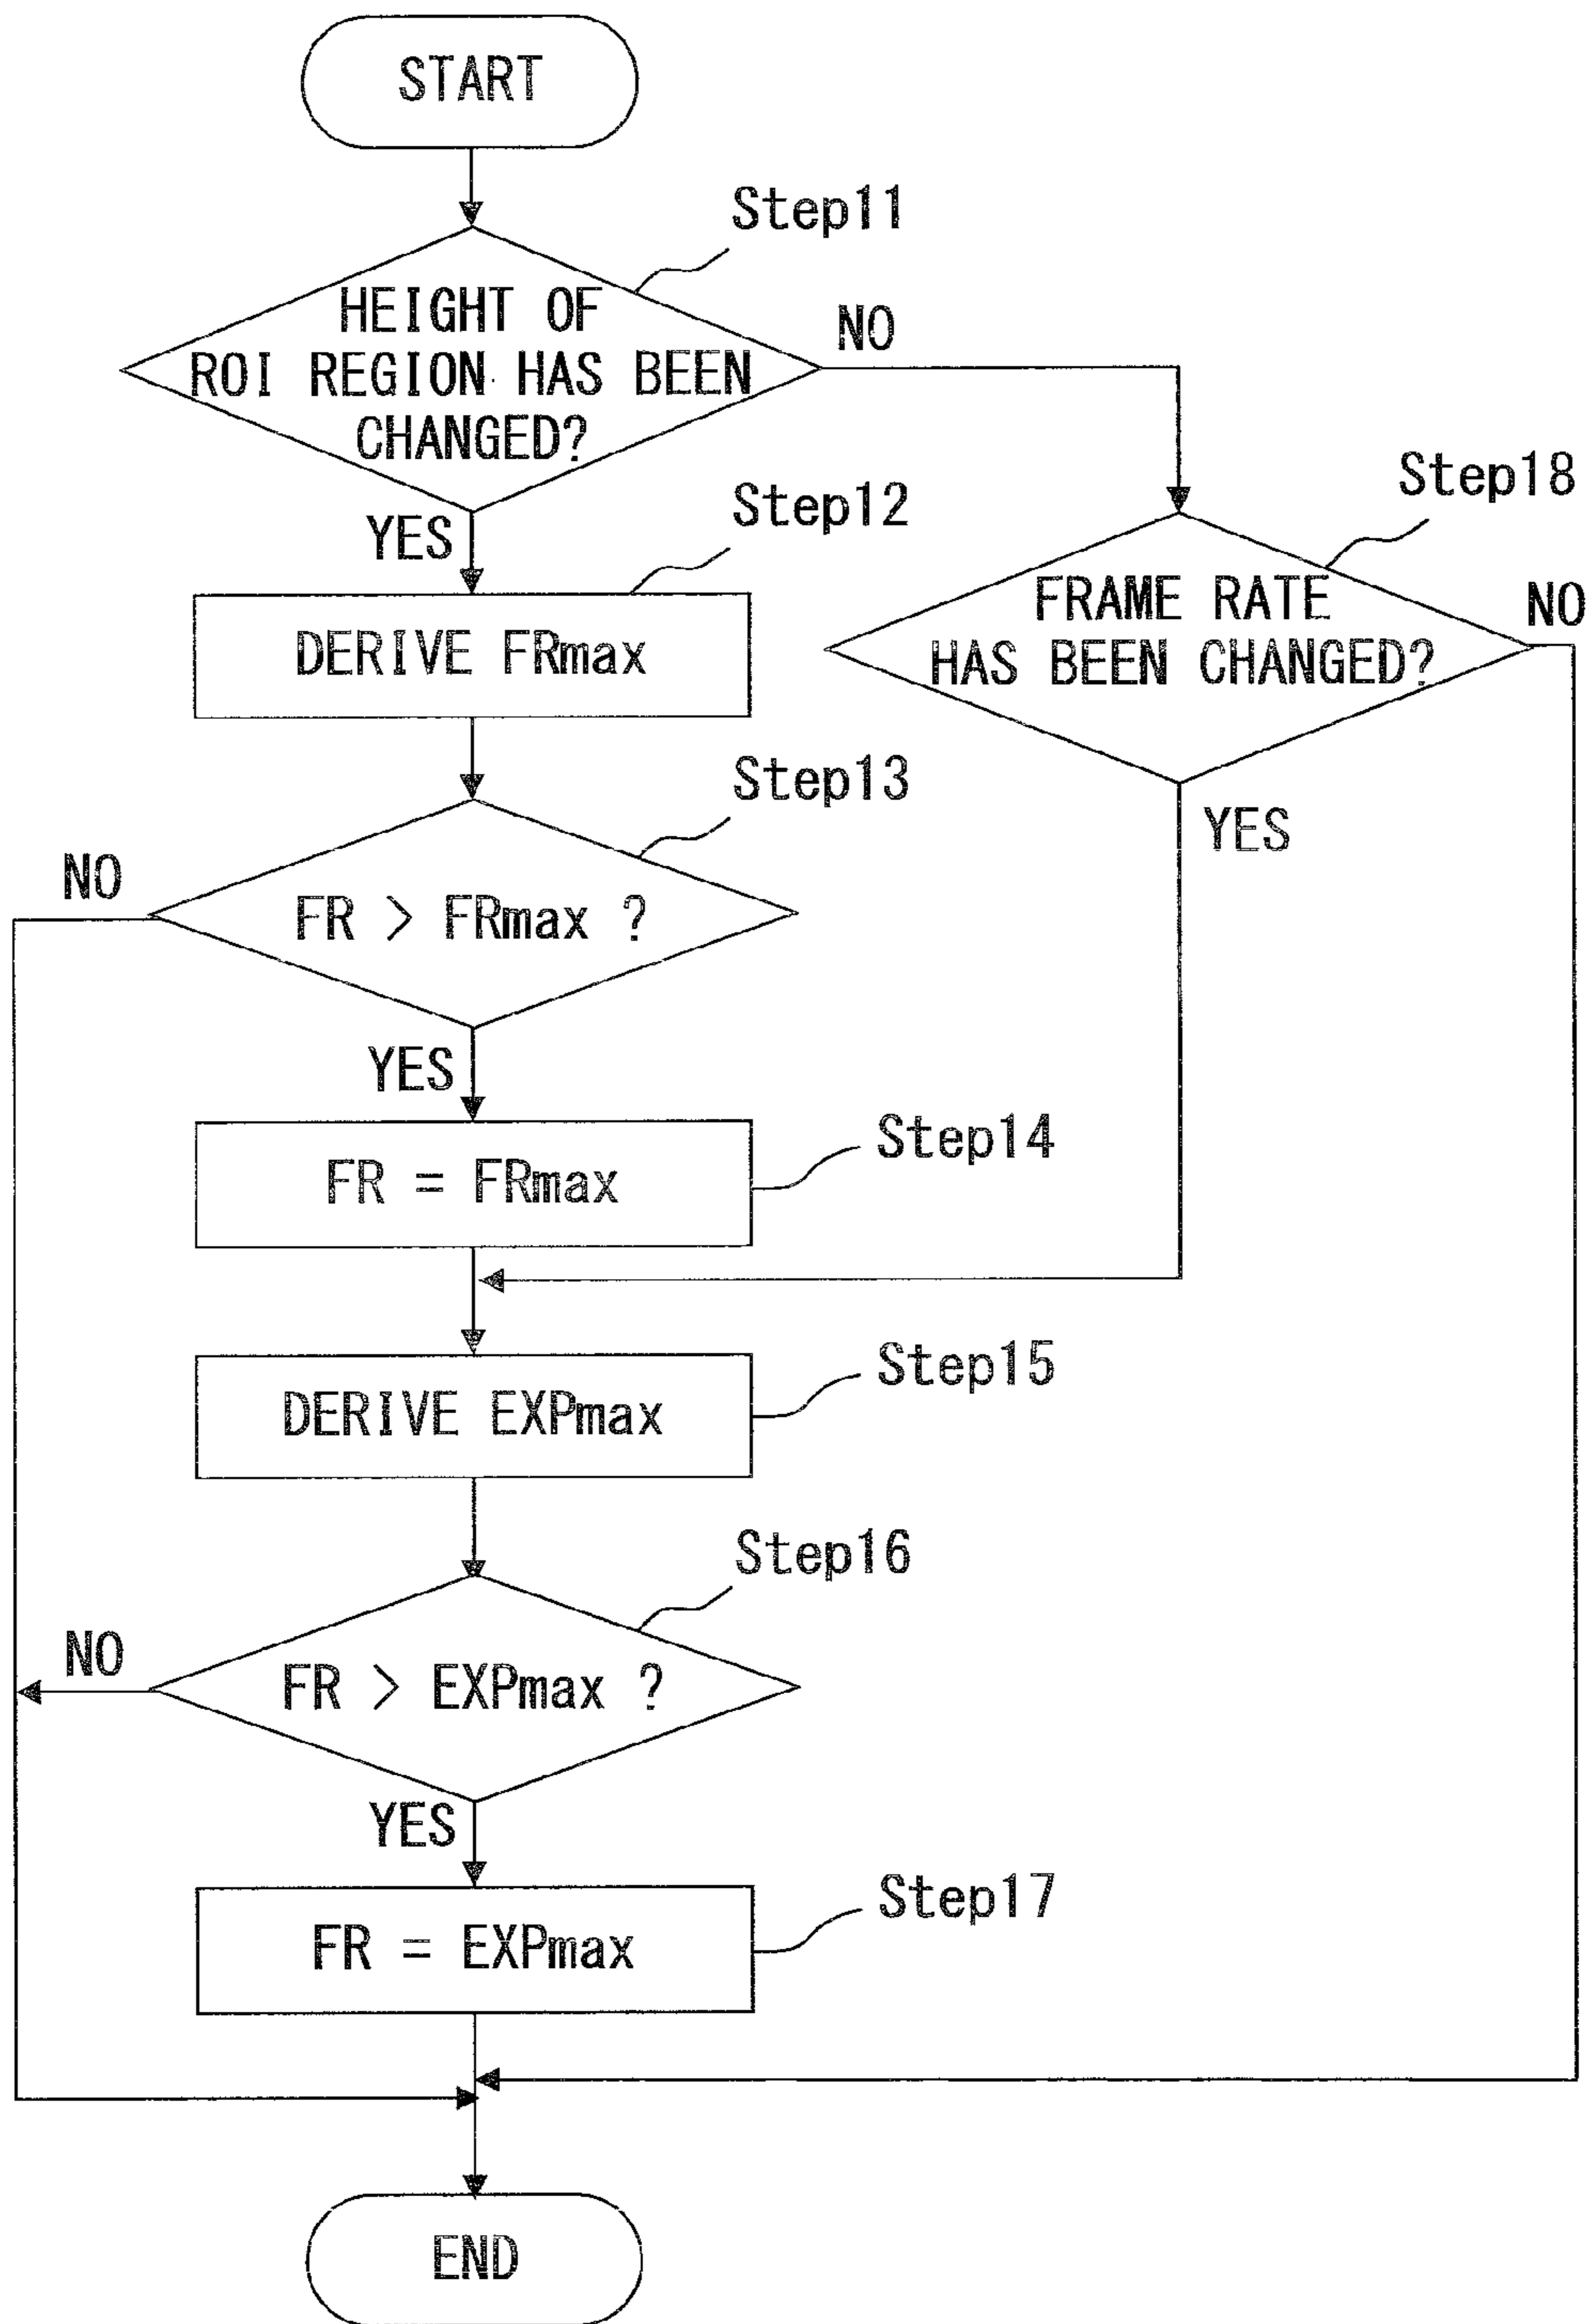 START
Step11
HEIGHT OF
ROI REGION HAS BEEN
CHANGED?
NO
YES
Step12
Step18
DERIVE FRmax
FRAME RATE
HAS BEEN CHANGED?
NO
YES
Step13
NO
FR > FRmax ?
YES
Step14
FR = FRmax
Step15
DERIVE EXPmax
Step16
NO
FR > EXPmax ?
YES
Step17
FR = EXPmax
END